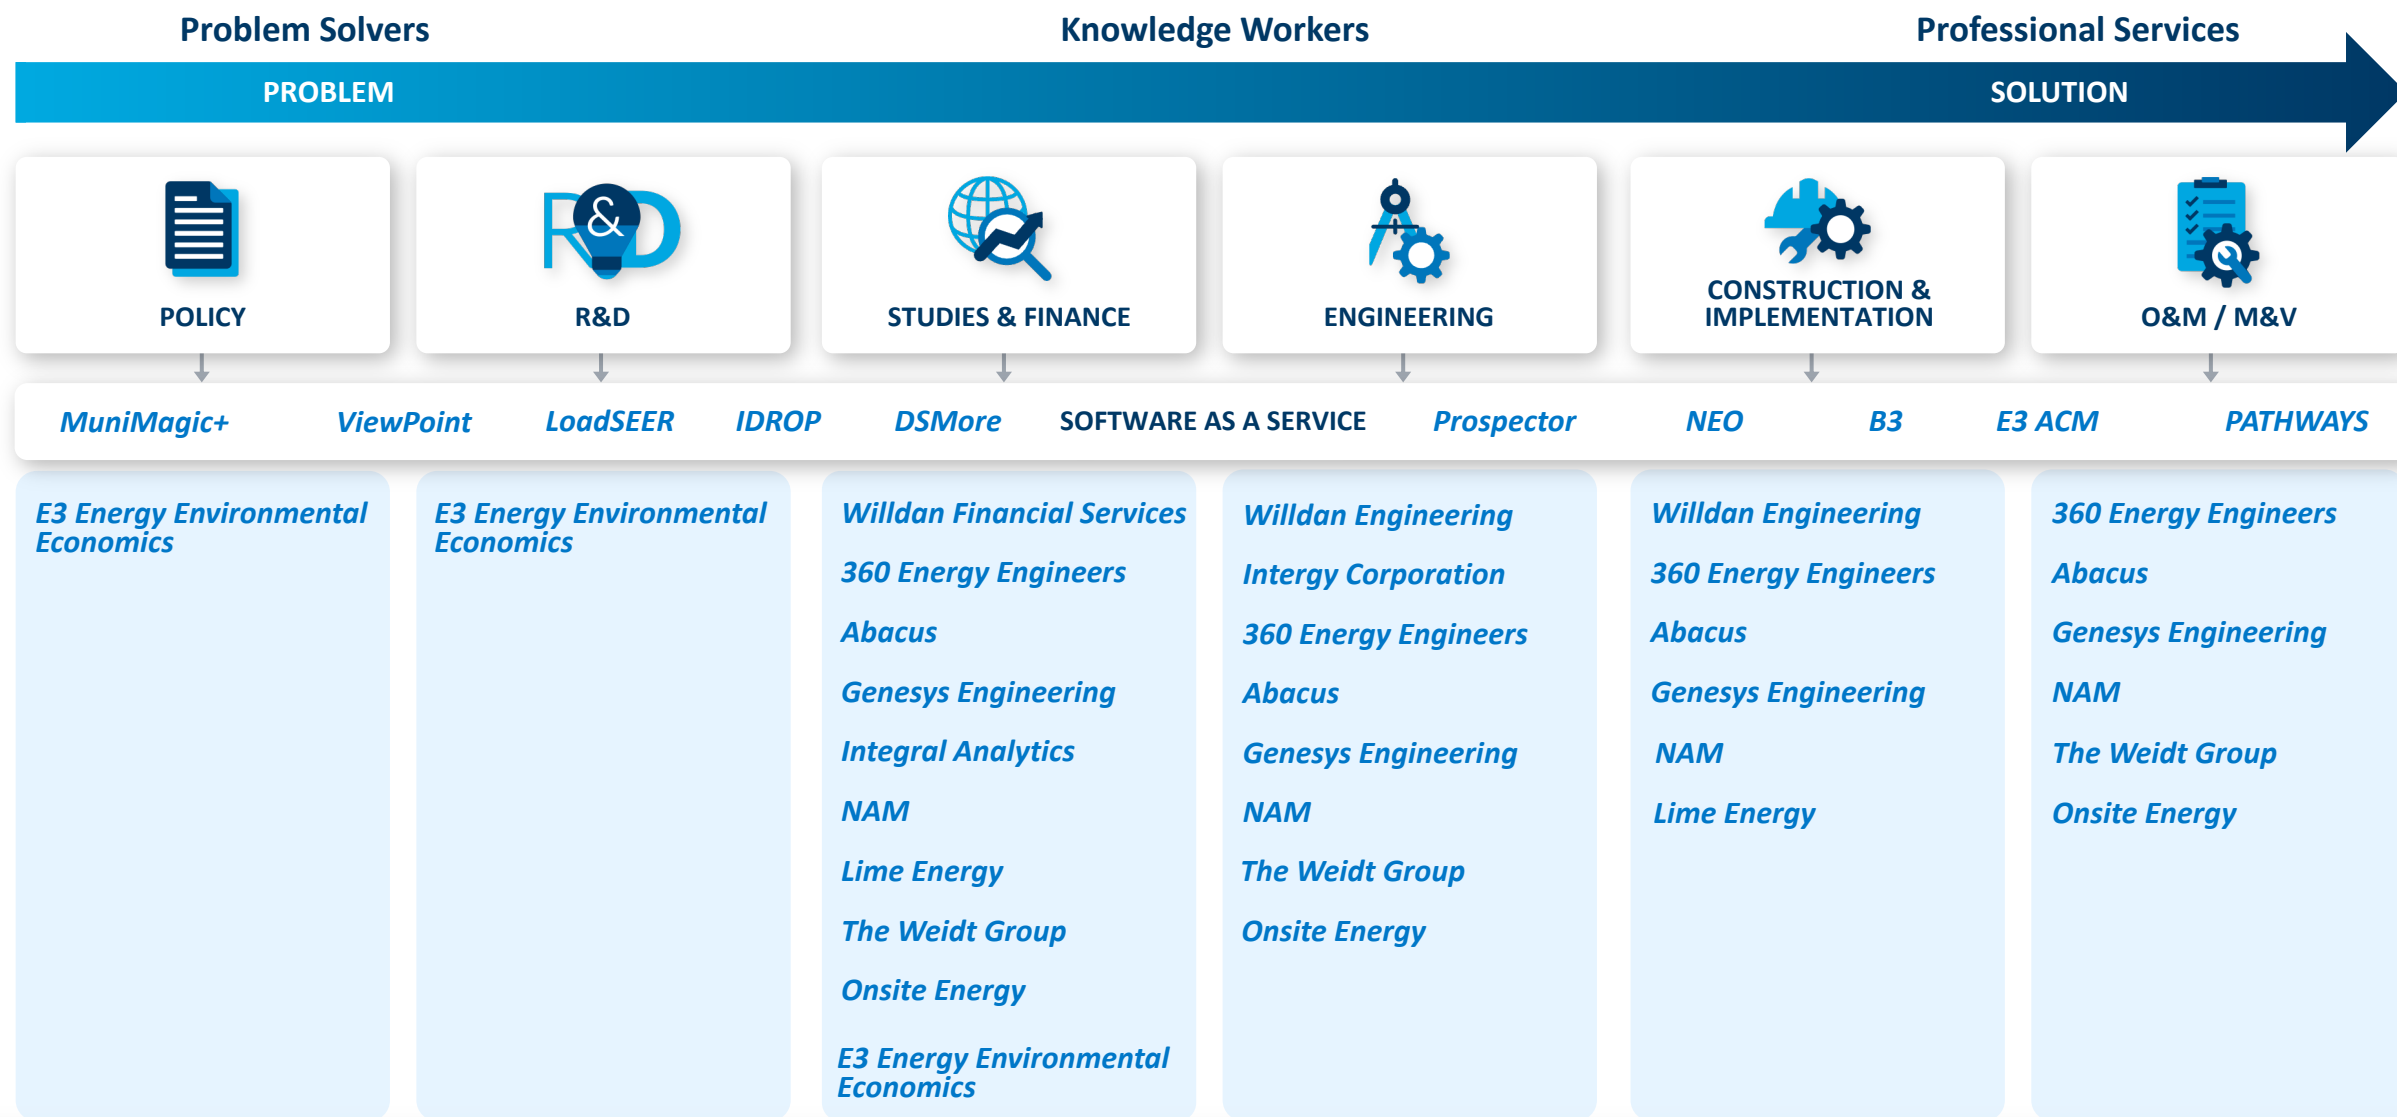 Problem Solvers
Knowledge Workers
Professional Services
PROBLEM
SOLUTION
POLICY
R&D
R&D
STUDIES & FINANCE
ENGINEERING
CONSTRUCTION &
IMPLEMENTATION
O&M / M&V
MuniMagic+ ViewPoint LoadSEER IDROP DSMore SOFTWARE AS A SERVICE Prospector NEO B3 E3 ACM PATHWAYS
E3 Energy Environmental
Economics
E3 Energy Environmental
Economics
Willdan Financial Services
360 Energy Engineers
Abacus
Genesys Engineering
Integral Analytics
NAM
Lime Energy
The Weidt Group
Onsite Energy
E3 Energy Environmental
Economics
Willdan Engineering
Intergy Corporation
360 Energy Engineers
Abacus
Genesys Engineering
NAM
The Weidt Group
Onsite Energy
Willdan Engineering
360 Energy Engineers
Abacus
Genesys Engineering
NAM
Lime Energy
360 Energy Engineers
Abacus
Genesys Engineering
NAM
The Weidt Group
Onsite Energy